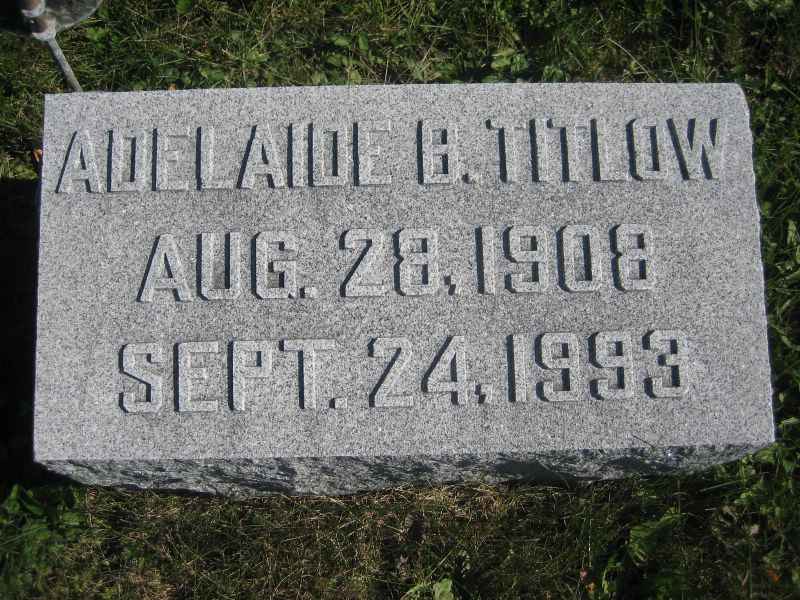 ADELAIDE B. TITLOW
AUG. 28, 1908
SEPT. 24, 1993